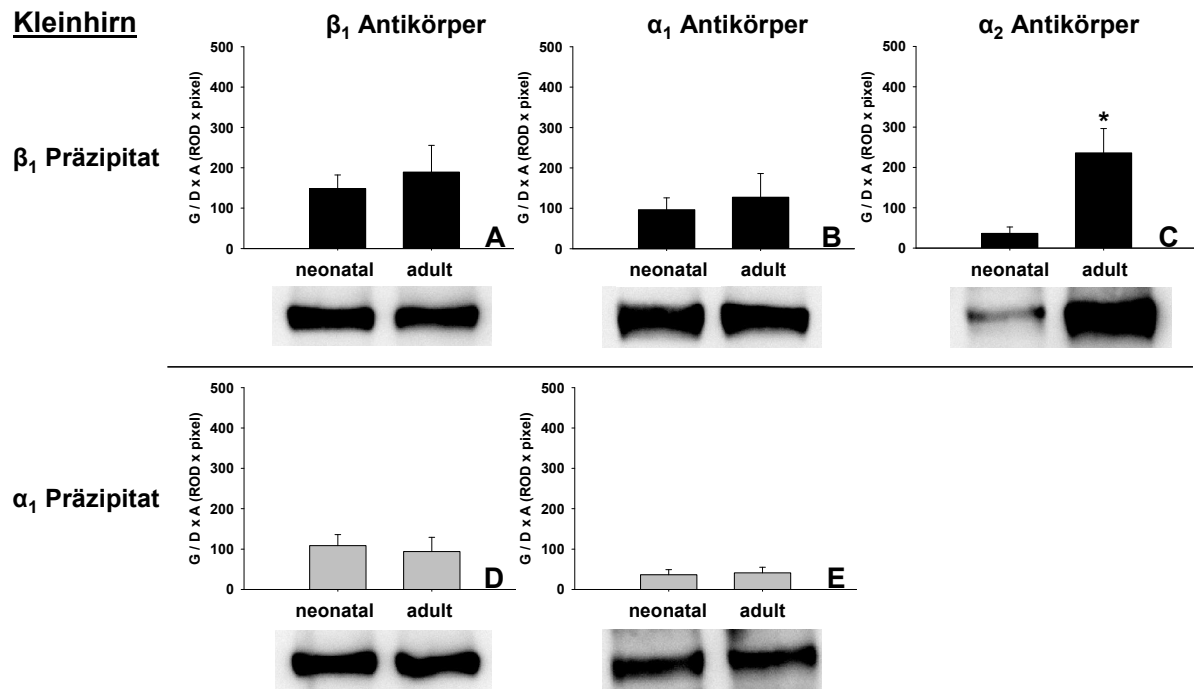 Kleinhirn
β₁ Antikörper
α₁ Antikörper
α₂ Antikörper
β₁ Präzipitat
G / D x A (ROD x pixel)
500
400
300
200
100
0
neonatal adult
A
G / D x A (ROD x pixel)
500
400
300
200
100
0
neonatal adult
B
G / D x A (ROD x pixel)
500
400
300
200
100
0
*
neonatal adult
C
α₁ Präzipitat
G / D x A (ROD x pixel)
500
400
300
200
100
0
neonatal adult
D
G / D x A (ROD x pixel)
500
400
300
200
100
0
neonatal adult
E